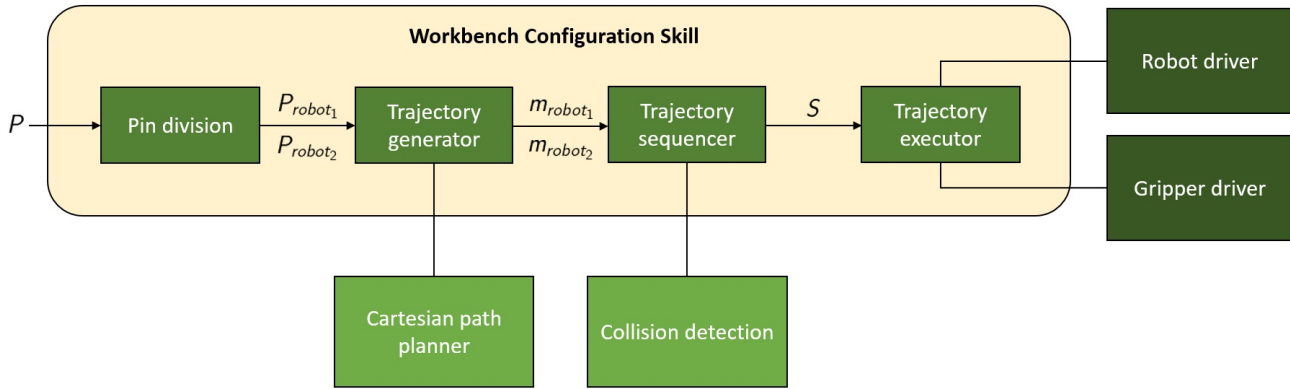 Workbench Configuration Skill
P
Pin division
P_robot₁
P_robot₂
Trajectory
generator
m_robot₁
m_robot₂
Trajectory
sequencer
S
Trajectory
executor
Robot driver
Gripper driver
Cartesian path
planner
Collision detection